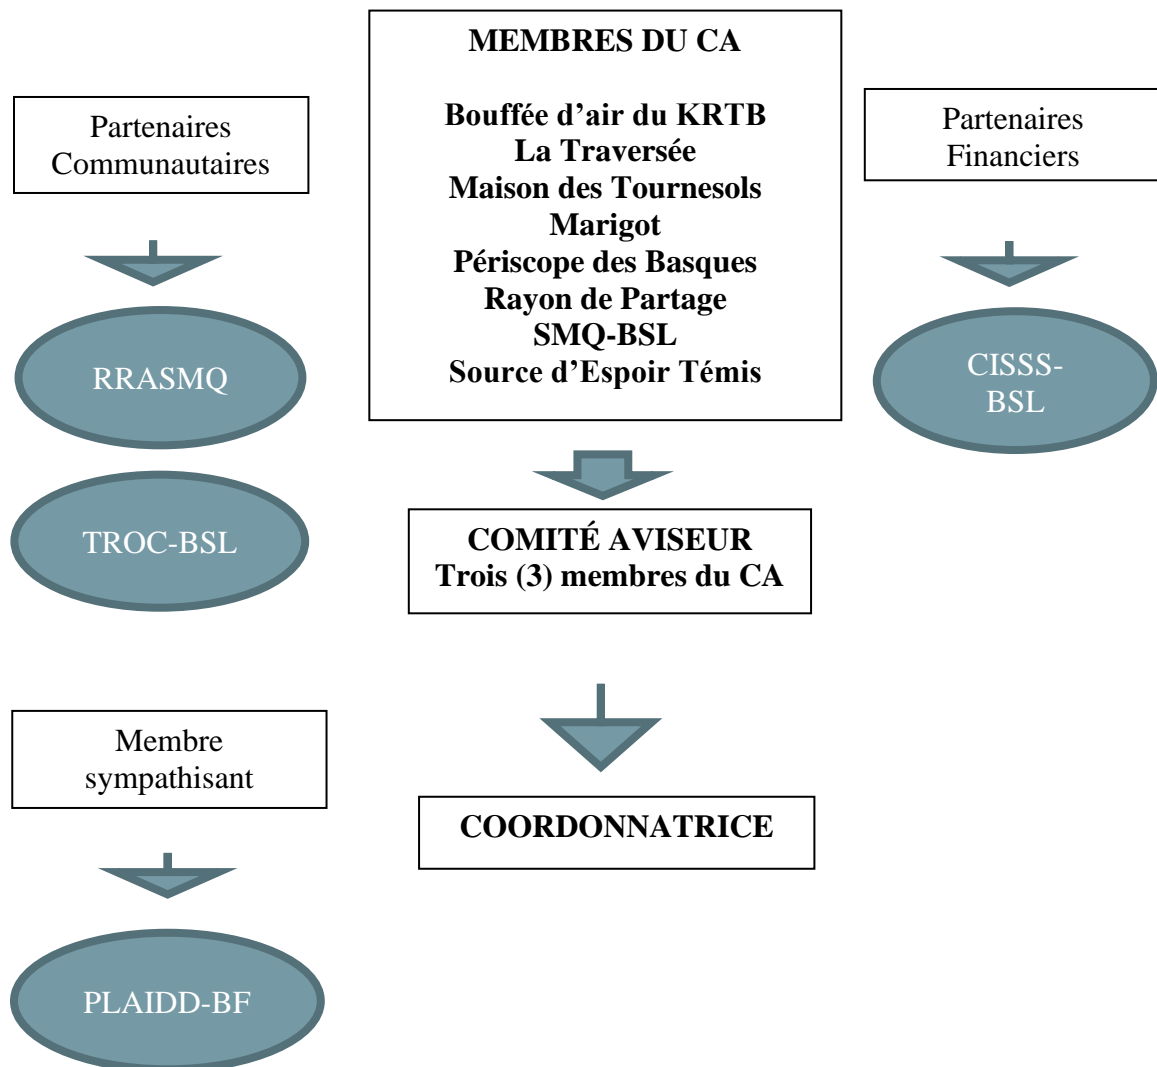 MEMBRES DU CA
Bouffée d’air du KRTB
La Traversée
Maison des Tournesols
Marigot
Périscope des Basques
Rayon de Partage
SMQ-BSL
Source d’Espoir Témis
Partenaires
Communautaires
RRASMQ
TROC-BSL
Partenaires
Financiers
CISSS-
BSL
COMITÉ AVISEUR
Trois (3) membres du CA
Membre
sympathisant
PLAIDD-BF
COORDONNATRICE